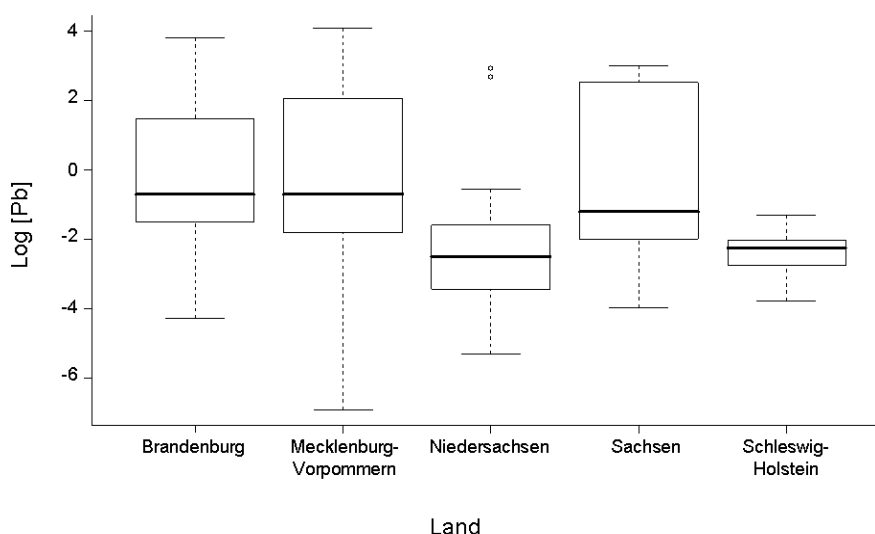 Log [Pb]
4
2
0
-2
-4
-6
Brandenburg
Mecklenburg-
Vorpommern
Niedersachsen
Sachsen
Schleswig-
Holstein
Land